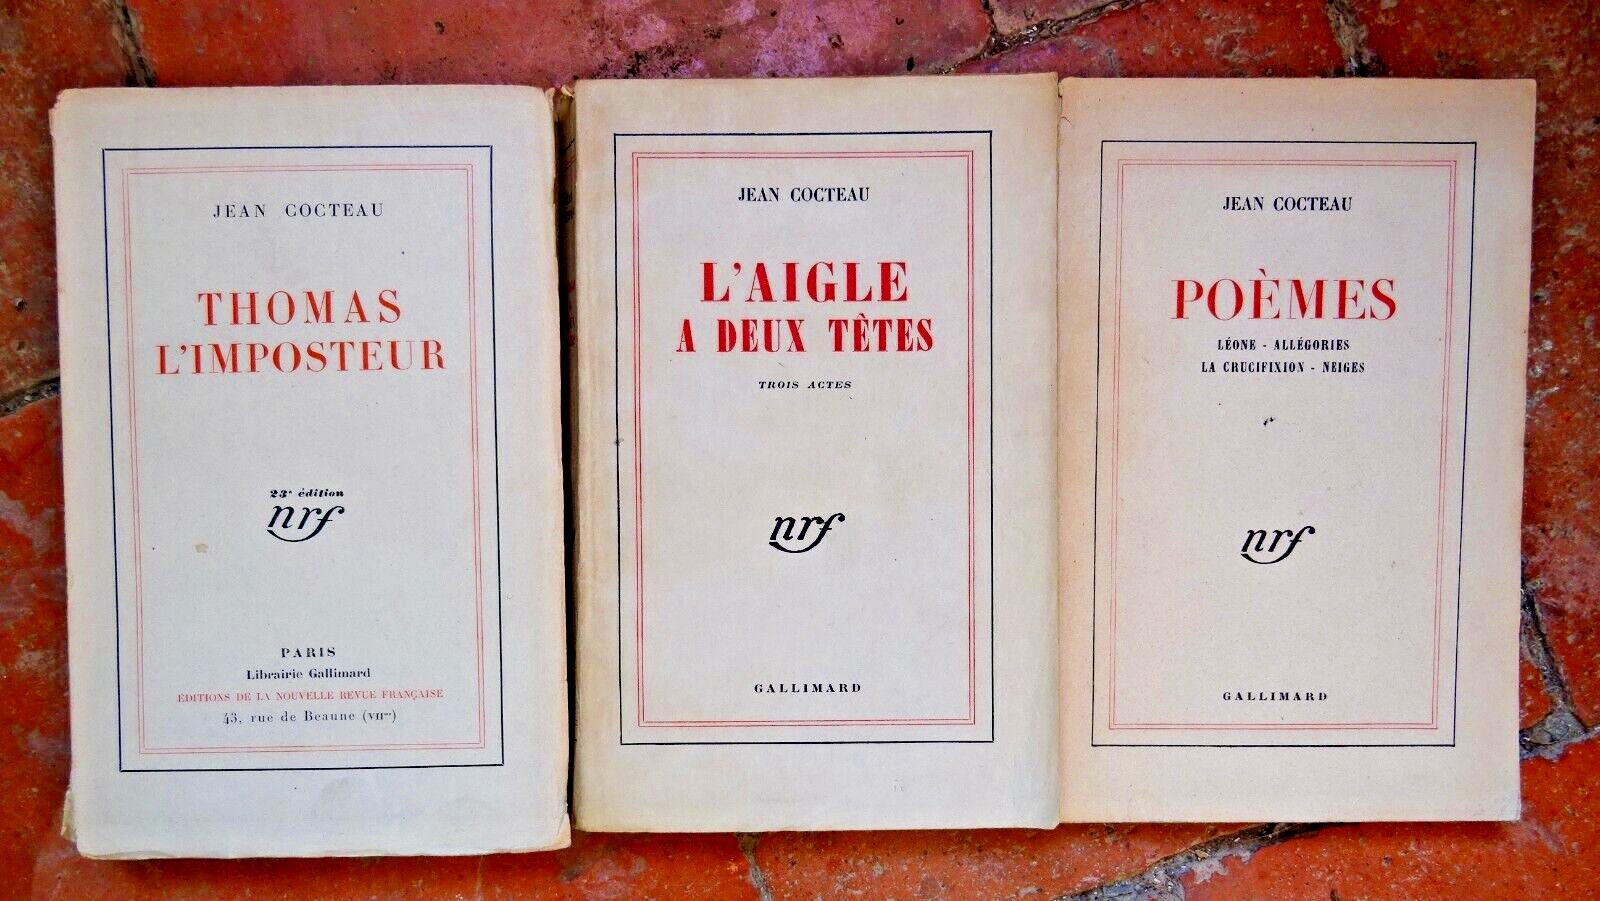 JEAN COCTEAU
THOMAS
L'IMPOSTEUR
23e édition
nrf
PARIS
Librairie Gallimard
ÉDITIONS DE LA NOUVELLE REVUE FRANÇAISE
43, rue de Beaune (VIIme)
JEAN COCTEAU
L'AIGLE
A DEUX TÊTES
TROIS ACTES
nrf
GALLIMARD
JEAN COCTEAU
POÈMES
LÉONE - ALLÉGORIES
LA CRUCIFIXION - NEIGES
nrf
GALLIMARD